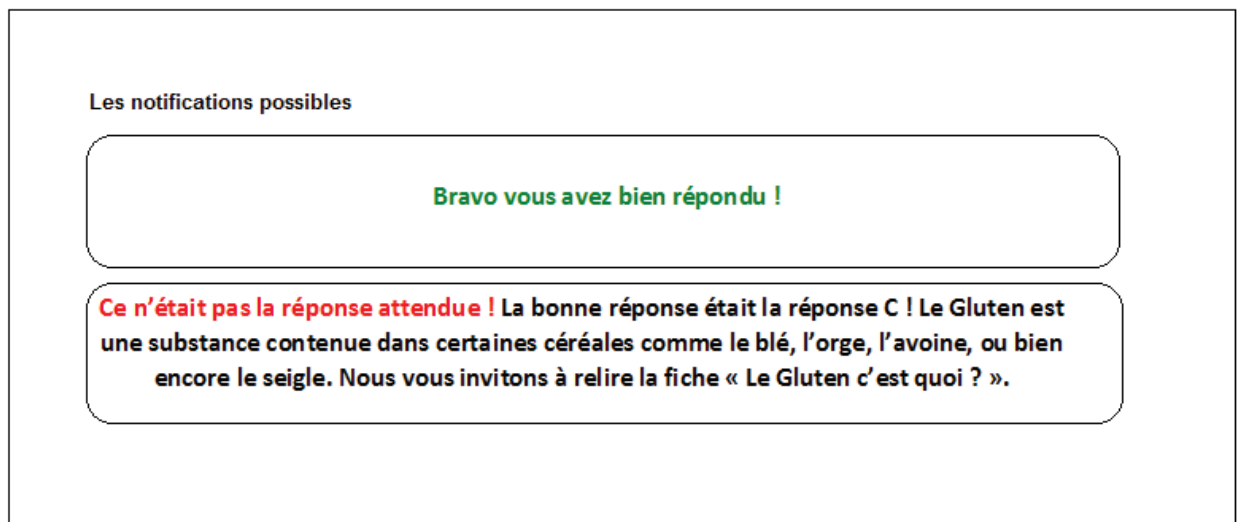 Les notifications possibles
Bravo vous avez bien répondu !
Ce n’était pas la réponse attendue ! La bonne réponse était la réponse C ! Le Gluten est
une substance contenue dans certaines céréales comme le blé, l’orge, l’avoine, ou bien
encore le seigle. Nous vous invitons à relire la fiche « Le Gluten c’est quoi ? ».